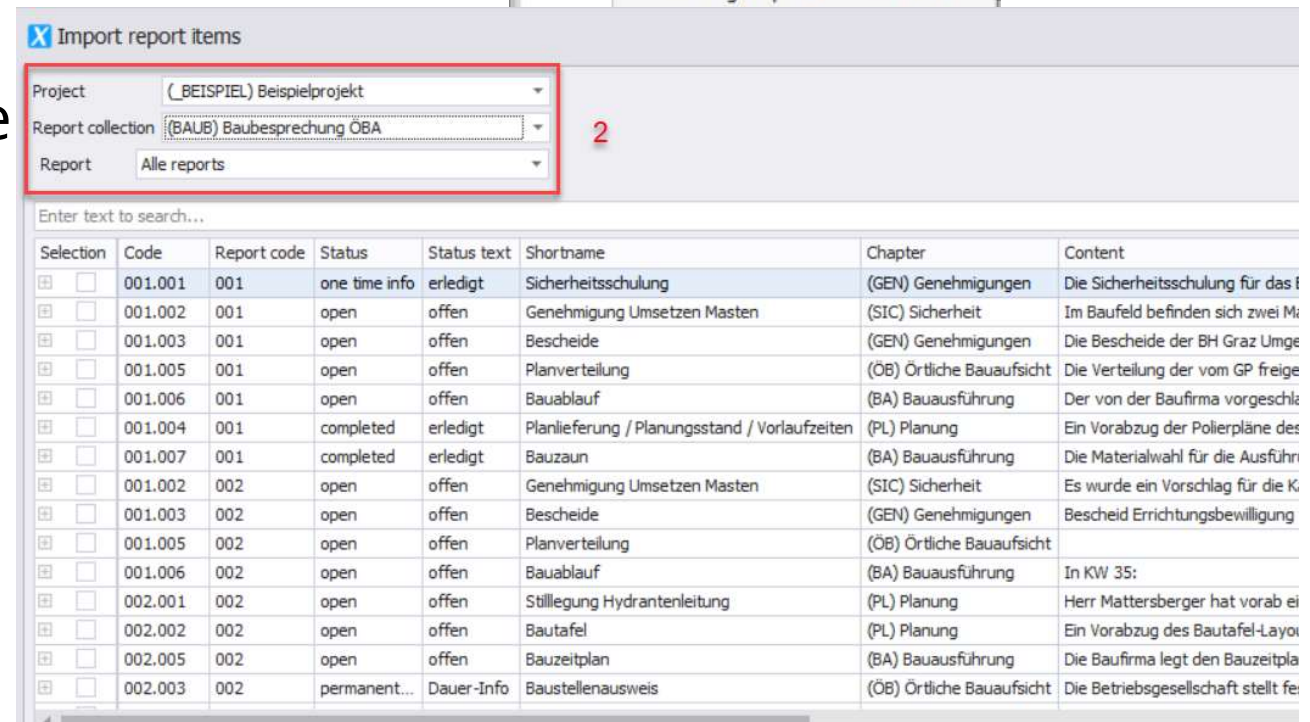 Import report items
Project (_BEISPIEL) Beispielprojekt
e
Report collection (BAUB) Baubesprechung ÖBA
2
Report Alle reports
Enter text to search...
Selection Code Report code Status Status text Shortname Chapter Content
001.001 001 one time info erledigt Sicherheitsschulung (GEN) Genehmigungen Die Sicherheitsschulung für das
001.002 001 open offen Genehmigung Umsetzen Masten (SIC) Sicherheit Im Baufeld befinden sich zwei
001.003 001 open offen Bescheide (GEN) Genehmigungen Die Bescheide der BH Graz Umge
001.005 001 open offen Planverteilung (ÖB) Örtliche Bauaufsicht Die Verteilung der vom GP freige
001.006 001 open offen Bauablauf (BA) Bauausführung Der von der Baufirma vorgeschla
001.004 001 completed erledigt Planlieferung / Planungsstand / Vorlaufzeiten (PL) Planung Ein Vorabzug der Polierpläne des
001.007 001 completed erledigt Bauzaun (BA) Bauausführung Die Materialwahl für die Ausführ
001.002 002 open offen Genehmigung Umsetzen Masten (SIC) Sicherheit Es wurde ein Vorschlag für die
001.003 002 open offen Bescheide (GEN) Genehmigungen Bescheid Errichtungsbewilligung
001.005 002 open offen Planverteilung (ÖB) Örtliche Bauaufsicht
001.006 002 open offen Bauablauf (BA) Bauausführung In KW 35:
002.001 002 open offen Stilllegung Hydrantenleitung (PL) Planung Herr Mattersberger hat vorab ei
002.002 002 open offen Bautafel (PL) Planung Ein Vorabzug des Bautafel-Layou
002.005 002 open offen Bauzeitplan (BA) Bauausführung Die Baufirma legt den Bauzeitpla
002.003 002 permanent... Dauer-Info Baustellenausweis (ÖB) Örtliche Bauaufsicht Die Betriebsgesellschaft stellt fes